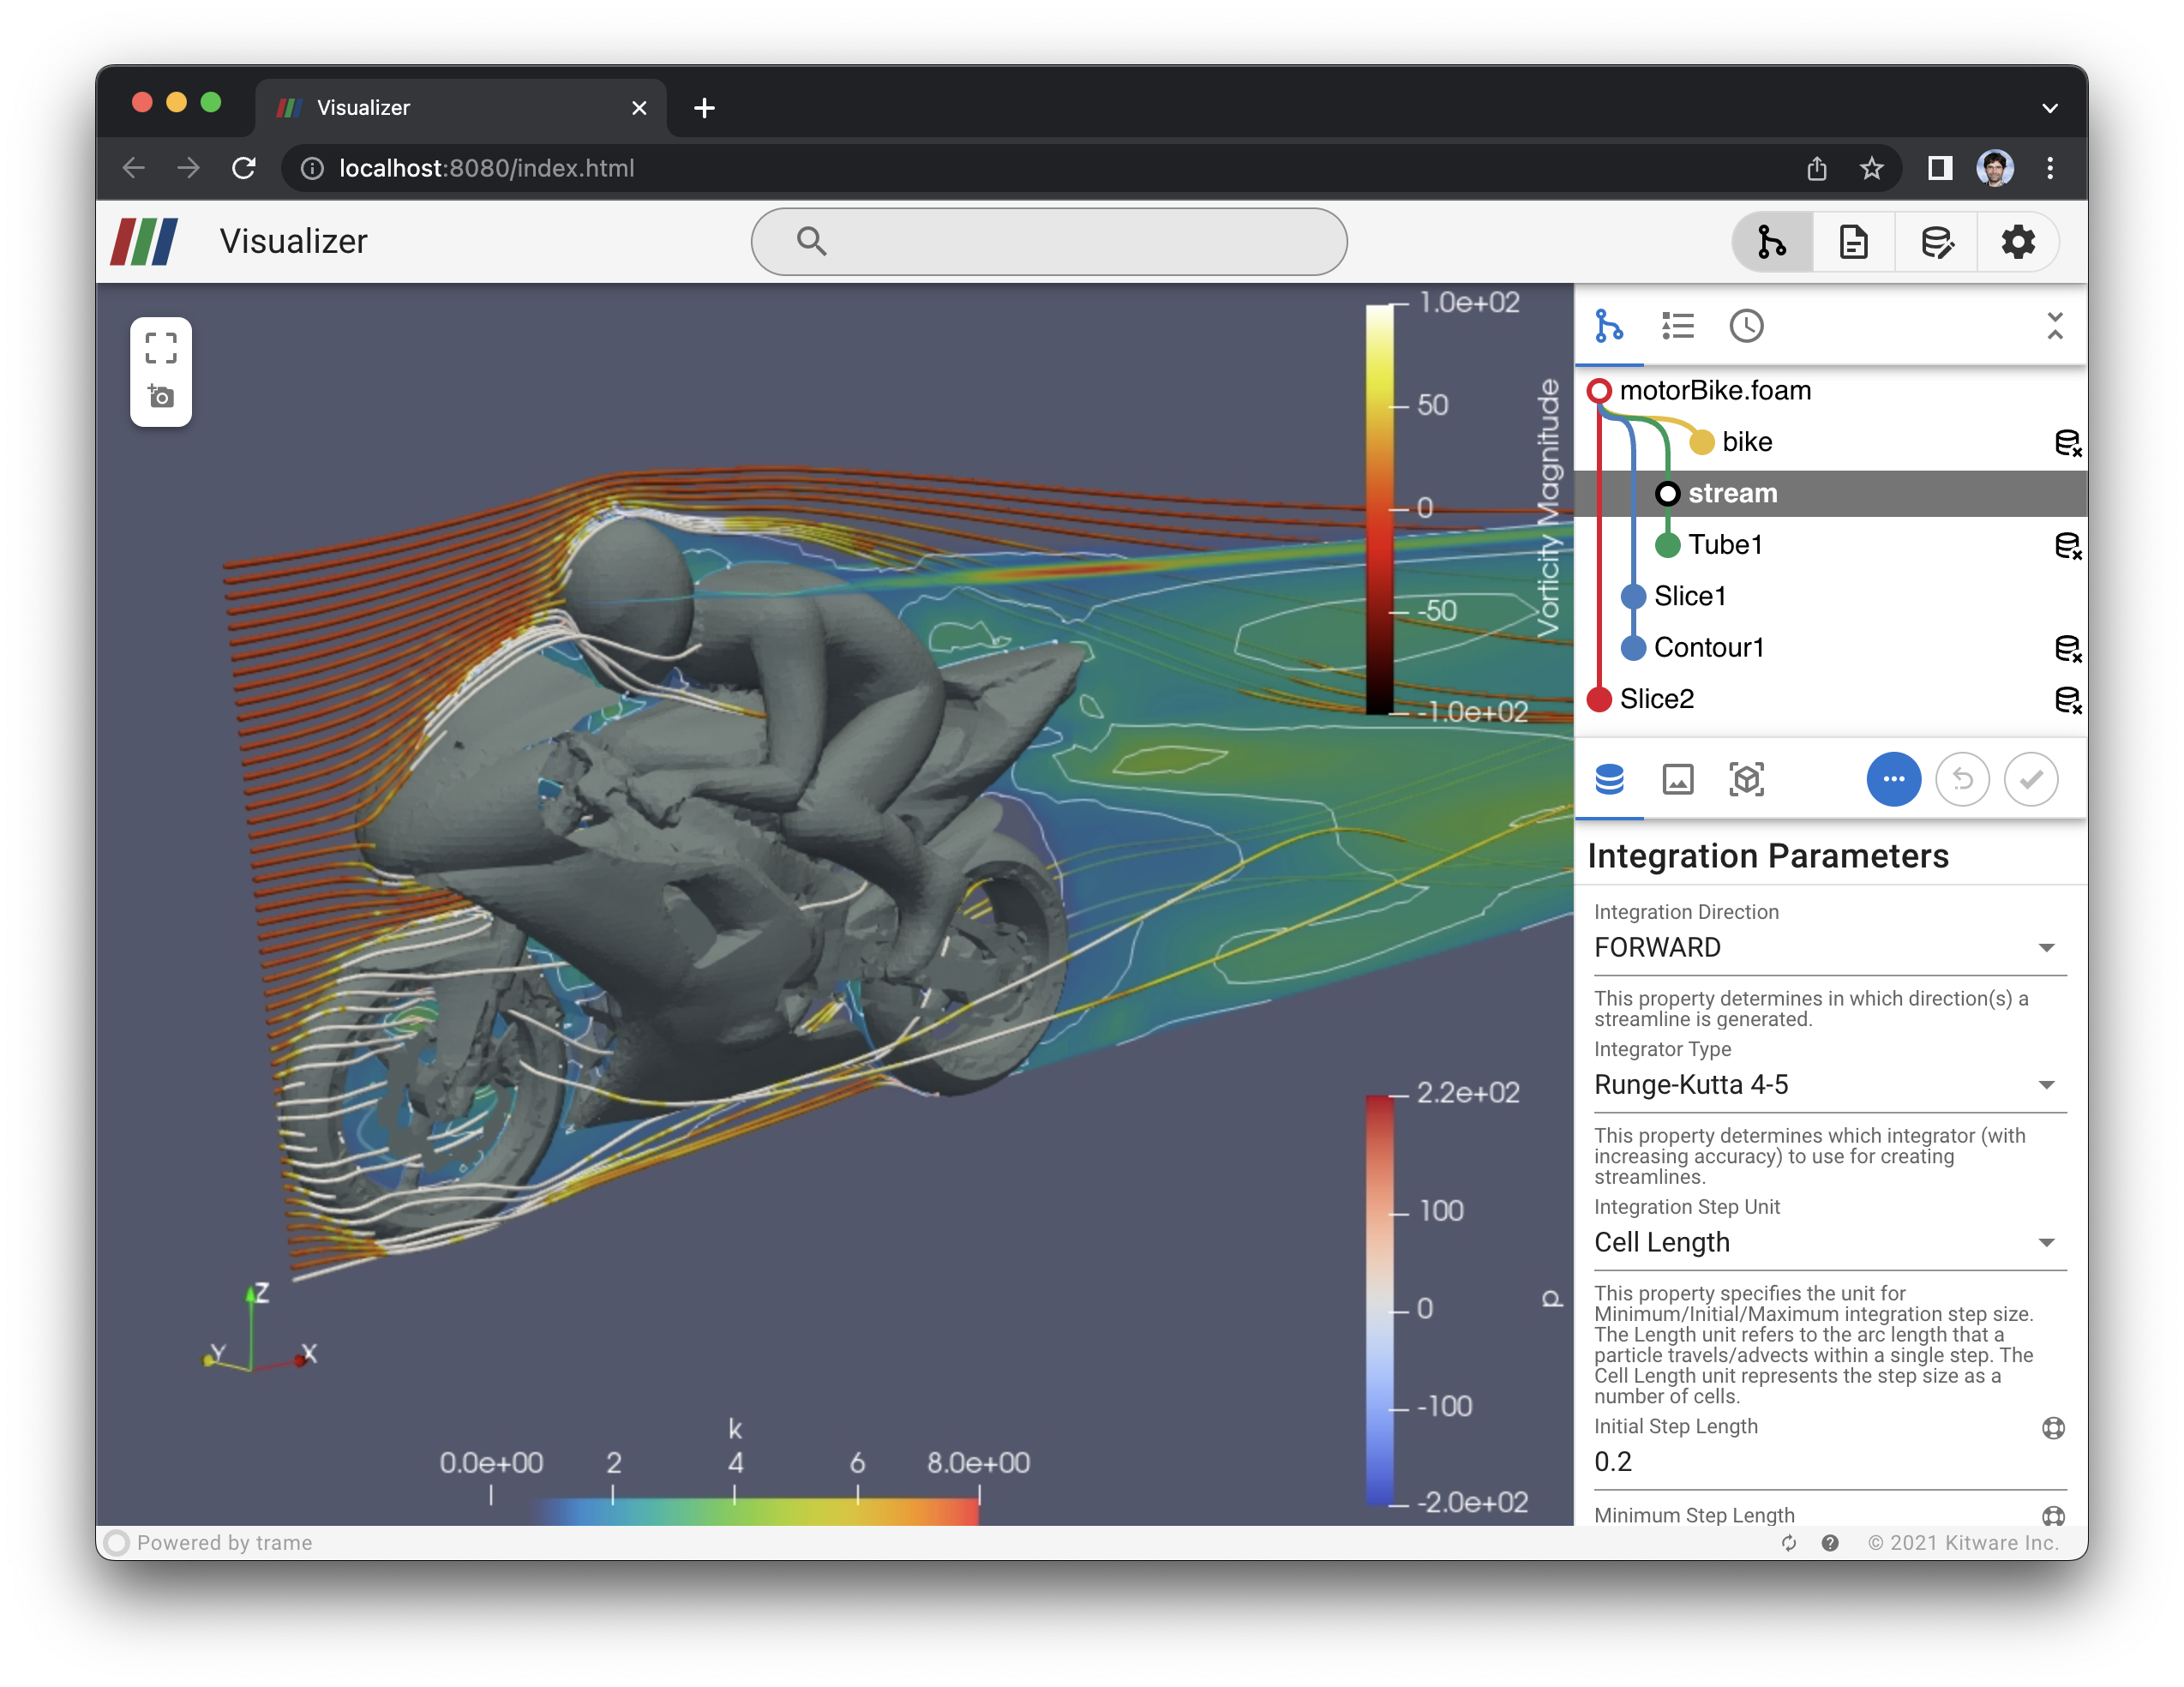 Visualizer
localhost:8080/index.html
Visualizer
1.0e+02
50
0
-50
-1.0e+02
Vorticity Magnitude
2.2e+02
100
0
-100
-2.0e+02
p
Z
Y
X
k
0.0e+00 2 4 6 8.0e+00
motorBike.foam
bike
stream
Tube1
Slice1
Contour1
Slice2
Integration Parameters
Integration Direction
FORWARD
This property determines in which direction(s) a
streamline is generated.
Integrator Type
Runge-Kutta 4-5
This property determines which integrator (with
increasing accuracy) to use for creating
streamlines.
Integration Step Unit
Cell Length
This property specifies the unit for
Minimum/Initial/Maximum integration step size.
The Length unit refers to the arc length that a
particle travels/advects within a single step. The
Cell Length unit represents the step size as a
number of cells.
Initial Step Length
0.2
Minimum Step Length
Powered by trame
© 2021 Kitware Inc.